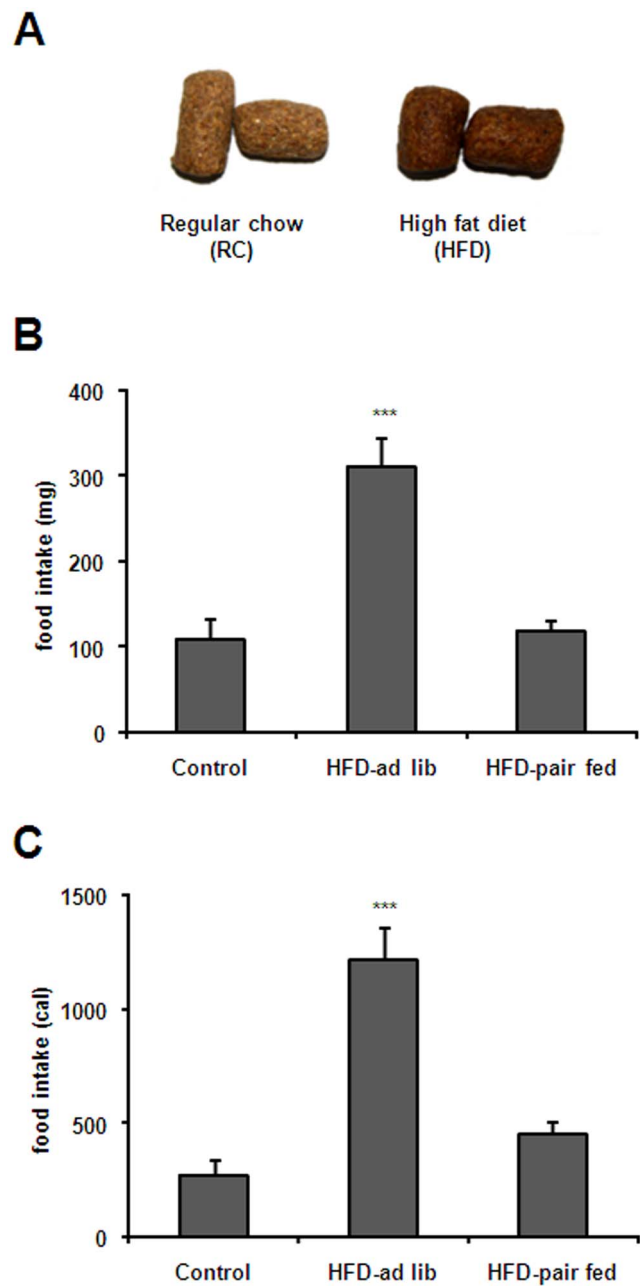 A
Regular chow
(RC)
High fat diet
(HFD)
B
400
300
200
100
0
food intake (mg)
***
Control
HFD-ad lib
HFD-pair fed
C
1500
1000
500
0
food intake (cal)
***
Control
HFD-ad lib
HFD-pair fed